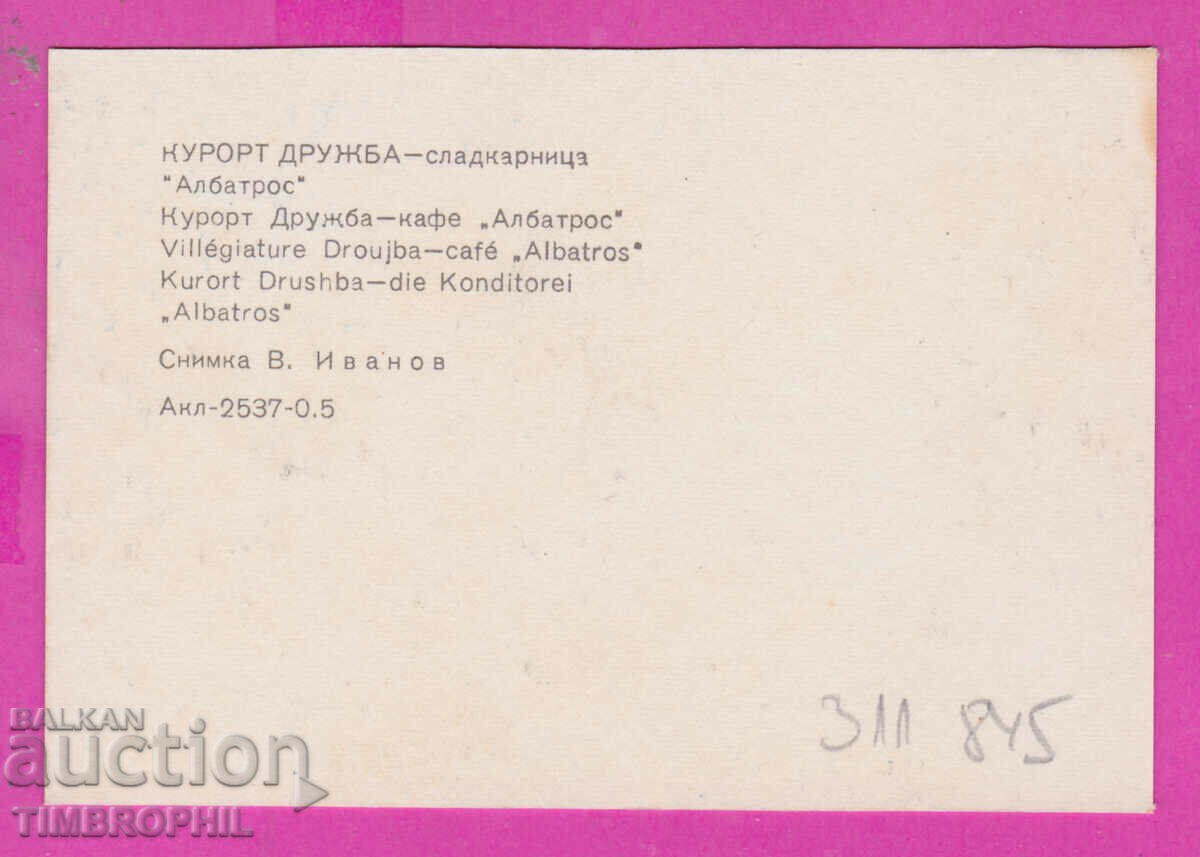 КУРОРТ ДРУЖБА—сладкарница
"Албатрос"
Курорт Дружба—кафе „Албатрос"
Villégiature Droujba—café „Albatros"
Kurort Drushba—die Konditorei
„Albatros"
Снимка В. Иванов
Акл-2537-0.5
311 845
BALKAN
auction
TIMBROPHIL